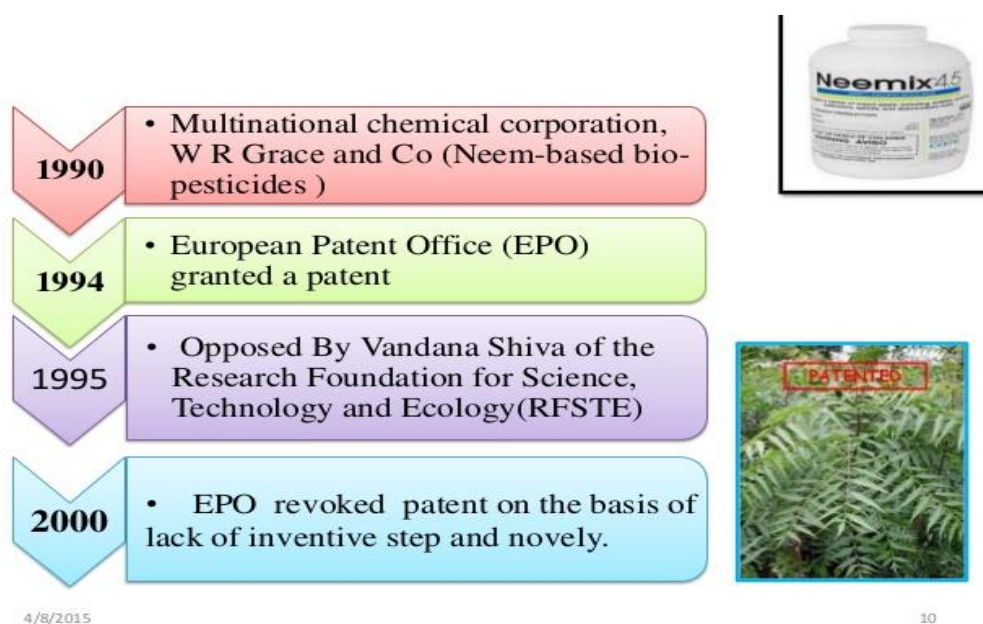 Neemix 4.5
1990
• Multinational chemical corporation,
W R Grace and Co (Neem-based bio-
pesticides )
1994
• European Patent Office (EPO)
granted a patent
1995
• Opposed By Vandana Shiva of the
Research Foundation for Science,
Technology and Ecology(RFSTE)
PATENTED
2000
• EPO revoked patent on the basis of
lack of inventive step and novely.
4/8/2015
10